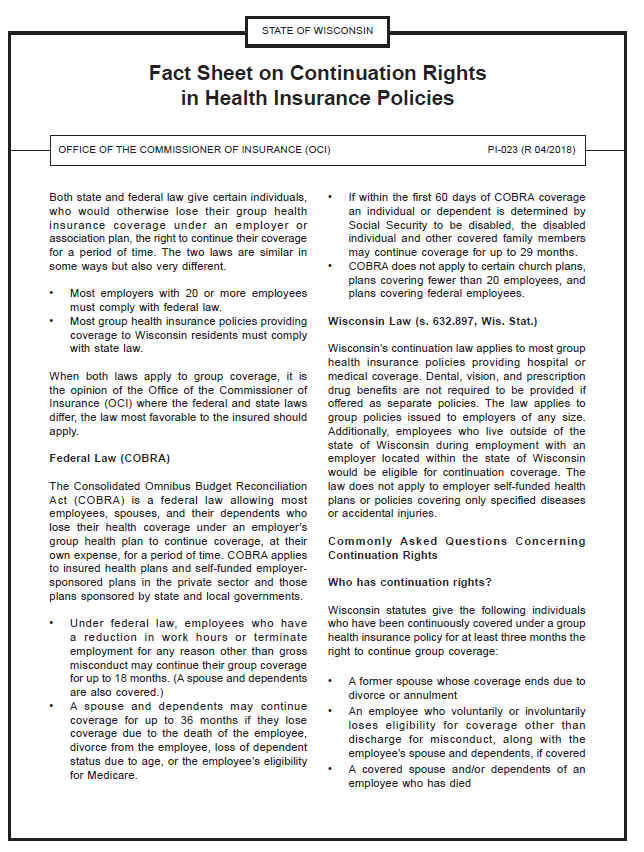 STATE OF WISCONSIN
Fact Sheet on Continuation Rights
in Health Insurance Policies
OFFICE OF THE COMMISSIONER OF INSURANCE (OCI) PI-023 (R 04/2018)
Both state and federal law give certain individuals,
who would otherwise lose their group health
insurance coverage under an employer or
association plan, the right to continue their coverage
for a period of time. The two laws are similar in
some ways but also very different.
• Most employers with 20 or more employees
must comply with federal law.
• Most group health insurance policies providing
coverage to Wisconsin residents must comply
with state law.
When both laws apply to group coverage, it is
the opinion of the Office of the Commissioner of
Insurance (OCI) where the federal and state laws
differ, the law most favorable to the insured should
apply.
Federal Law (COBRA)
The Consolidated Omnibus Budget Reconciliation
Act (COBRA) is a federal law allowing most
employees, spouses, and their dependents who
lose their health coverage under an employer's
group health plan to continue coverage, at their
own expense, for a period of time. COBRA applies
to insured health plans and self-funded employer-
sponsored plans in the private sector and those
plans sponsored by state and local governments.
• Under federal law, employees who have
a reduction in work hours or terminate
employment for any reason other than gross
misconduct may continue their group coverage
for up to 18 months. (A spouse and dependents
are also covered.)
• A spouse and dependents may continue
coverage for up to 36 months if they lose
coverage due to the death of the employee,
divorce from the employee, loss of dependent
status due to age, or the employee's eligibility
for Medicare.
• If within the first 60 days of COBRA coverage
an individual or dependent is determined by
Social Security to be disabled, the disabled
individual and other covered family members
may continue coverage for up to 29 months.
• COBRA does not apply to certain church plans,
plans covering fewer than 20 employees, and
plans covering federal employees.
Wisconsin Law (s. 632.897, Wis. Stat.)
Wisconsin's continuation law applies to most group
health insurance policies providing hospital or
medical coverage. Dental, vision, and prescription
drug benefits are not required to be provided if
offered as separate policies. The law applies to
group policies issued to employers of any size.
Additionally, employees who live outside of the
state of Wisconsin during employment with an
employer located within the state of Wisconsin
would be eligible for continuation coverage. The
law does not apply to employer self-funded health
plans or policies covering only specified diseases
or accidental injuries.
Commonly Asked Questions Concerning
Continuation Rights
Who has continuation rights?
Wisconsin statutes give the following individuals
who have been continuously covered under a group
health insurance policy for at least three months the
right to continue group coverage:
• A former spouse whose coverage ends due to
divorce or annulment
• An employee who voluntarily or involuntarily
loses eligibility for coverage other than
discharge for misconduct, along with the
employee's spouse and dependents, if covered
• A covered spouse and/or dependents of an
employee who has died